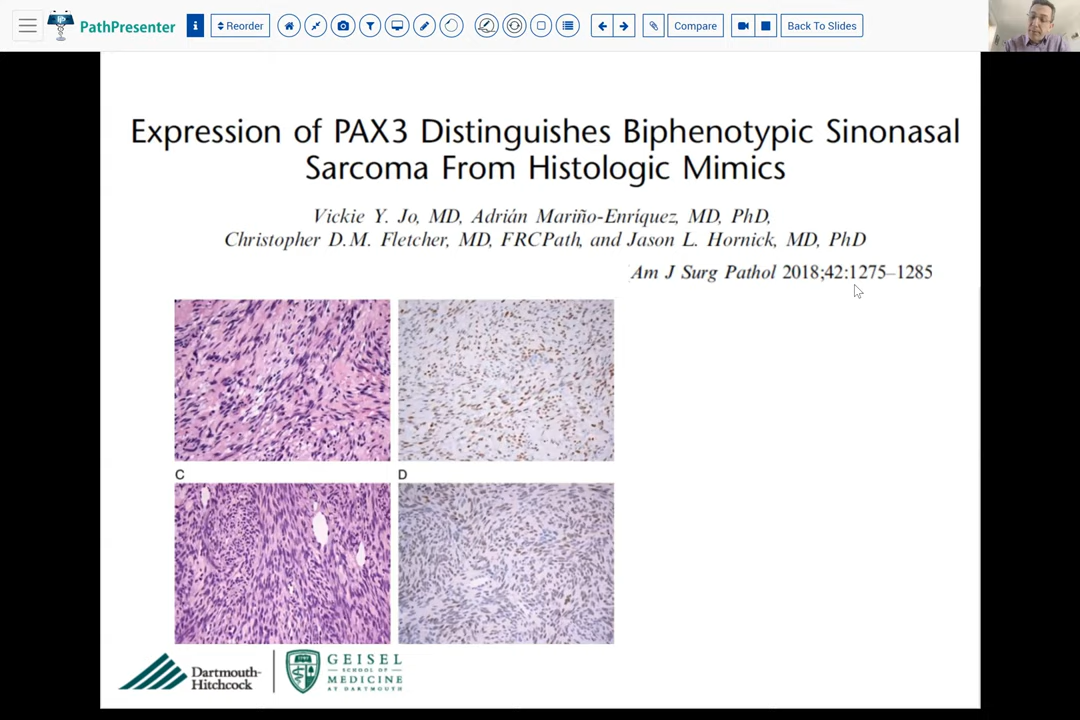 PathPresenter
i
Reorder
Compare
Back To Slides
Expression of PAX3 Distinguishes Biphenotypic Sinonasal
Sarcoma From Histologic Mimics
Vickie Y. Jo, MD, Adrián Mariño-Enríquez, MD, PhD,
Christopher D.M. Fletcher, MD, FRCPath, and Jason L. Hornick, MD, PhD
Am J Surg Pathol 2018;42:1275–1285
C
D
Dartmouth-
Hitchcock
GEISEL
SCHOOL OF
MEDICINE
AT DARTMOUTH